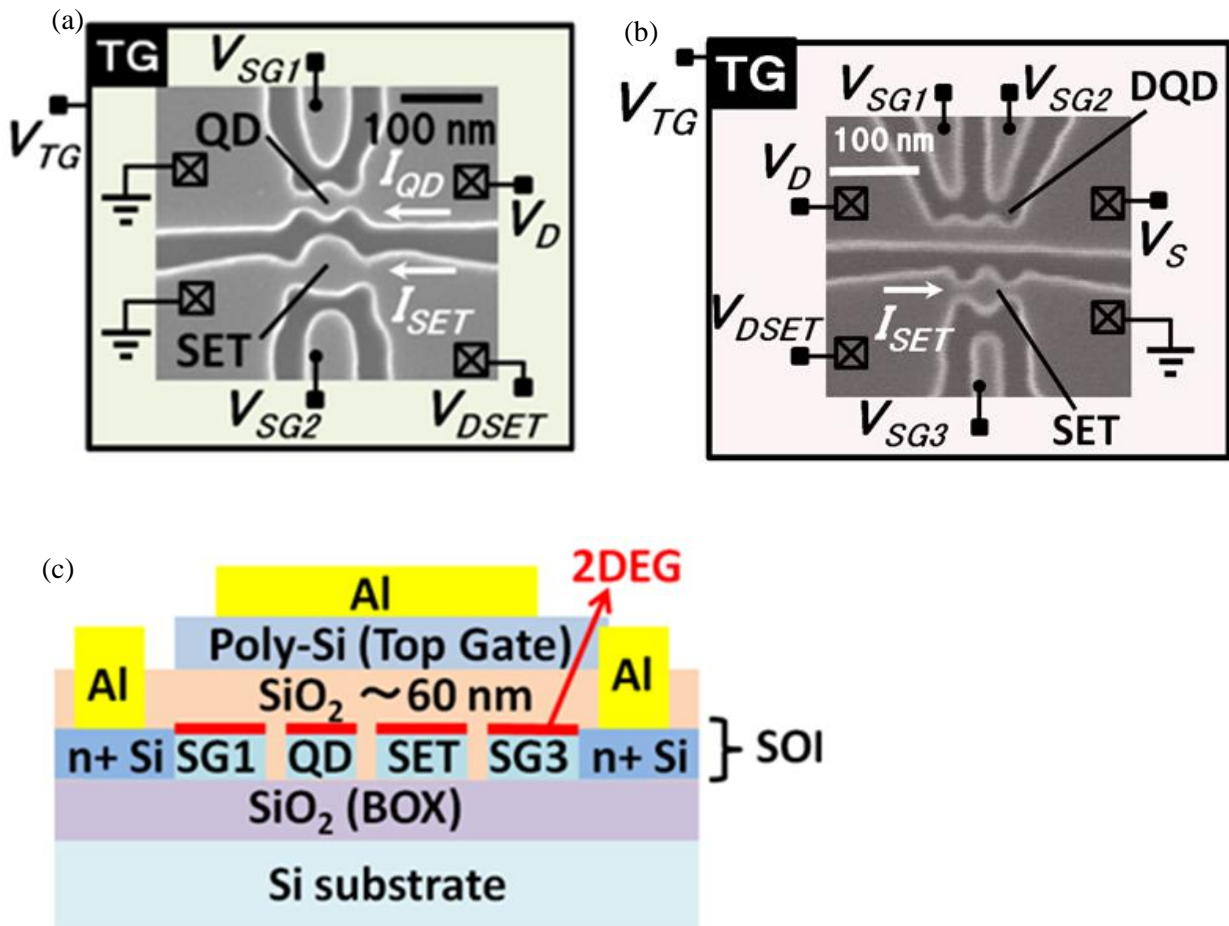 (a)
TG
V_SG1
100 nm
QD
V_TG
I_QD
V_D
SET
I_SET
V_SG2
V_DSET
(b)
TG
V_TG
V_SG1
V_SG2
DQD
100 nm
V_D
V_S
V_DSET
I_SET
V_SG3
SET
(c)
2DEG
Al
Poly-Si (Top Gate)
Al
SiO₂ ~60 nm
Al
n+ Si
SG1
QD
SET
SG3
n+ Si
SOI
SiO₂ (BOX)
Si substrate